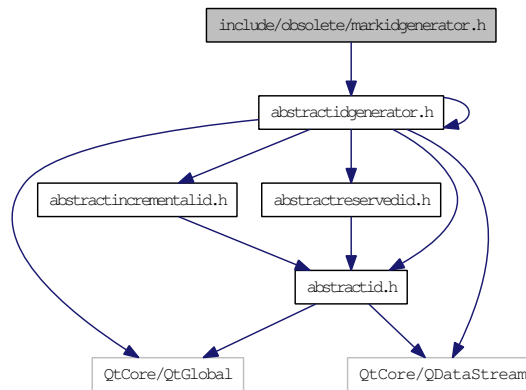 include/obsolete/markidgenerator.h
abstractidgenerator.h
abstractincrementalid.h
abstractreservedid.h
abstractid.h
QtCore/QtGlobal
QtCore/QDataStream